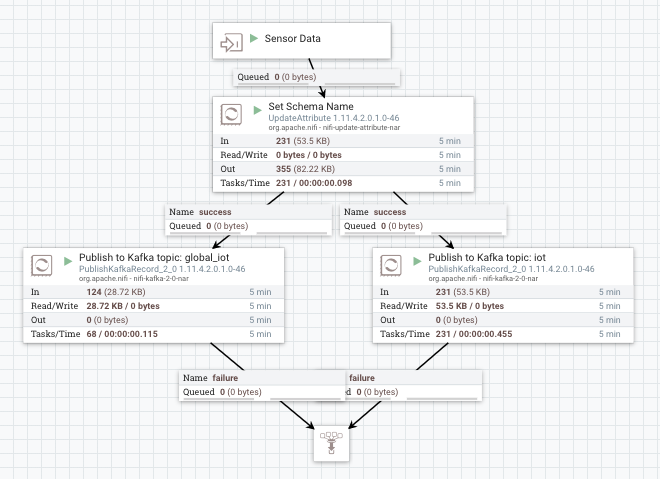 Sensor Data
Queued 0 (0 bytes)
Set Schema Name
UpdateAttribute 1.11.4.2.0.1.0-46
org.apache.nifi - nifi-update-attribute-nar
In 231 (53.5 KB) 5 min
Read/Write 0 bytes / 0 bytes 5 min
Out 355 (82.22 KB) 5 min
Tasks/Time 231 / 00:00:00.098 5 min
Name success
Queued 0 (0 bytes)
Name success
Queued 0 (0 bytes)
Publish to Kafka topic: global_iot
PublishKafkaRecord_2_0 1.11.4.2.0.1.0-46
org.apache.nifi - nifi-kafka-2-0-nar
In 124 (28.72 KB) 5 min
Read/Write 28.72 KB / 0 bytes 5 min
Out 0 (0 bytes) 5 min
Tasks/Time 68 / 00:00:00.115 5 min
Publish to Kafka topic: iot
PublishKafkaRecord_2_0 1.11.4.2.0.1.0-46
org.apache.nifi - nifi-kafka-2-0-nar
In 231 (53.5 KB) 5 min
Read/Write 53.5 KB / 0 bytes 5 min
Out 0 (0 bytes) 5 min
Tasks/Time 231 / 00:00:00.455 5 min
Name failure
Queued 0 (0 bytes)
failure
d 0 (0 bytes)